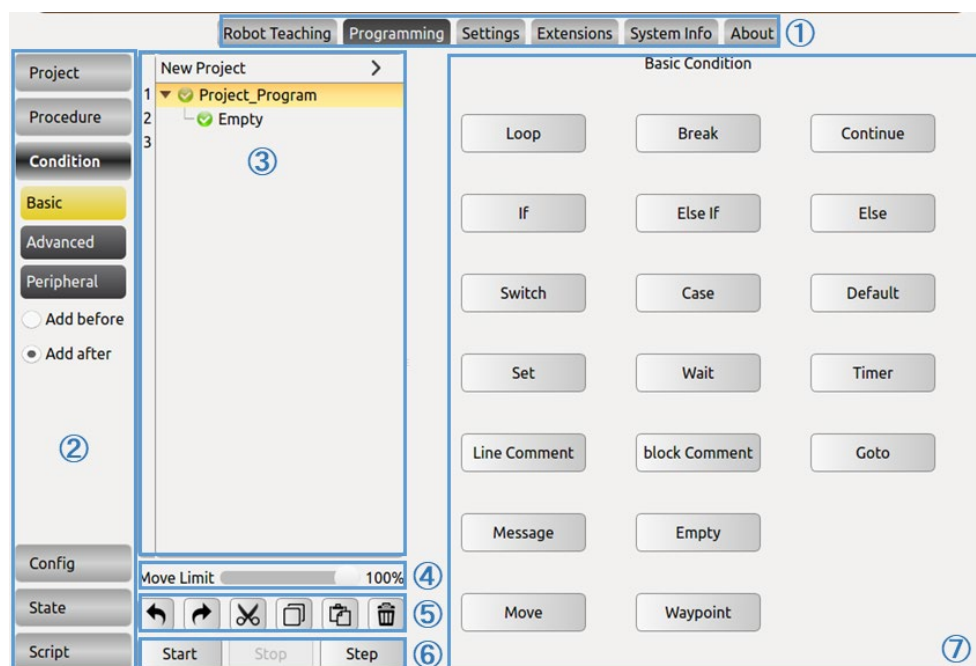 Robot Teaching Programming Settings Extensions System Info About ①
Project
Procedure
Condition
Basic
Advanced
Peripheral
Add before
Add after
②
Config
State
Script
New Project >
1 Project_Program
2 Empty
3
③
Move Limit 100% ④
⑤
Start Stop Step ⑥
Basic Condition
Loop Break Continue
If Else If Else
Switch Case Default
Set Wait Timer
Line Comment block Comment Goto
Message Empty
Move Waypoint
⑦